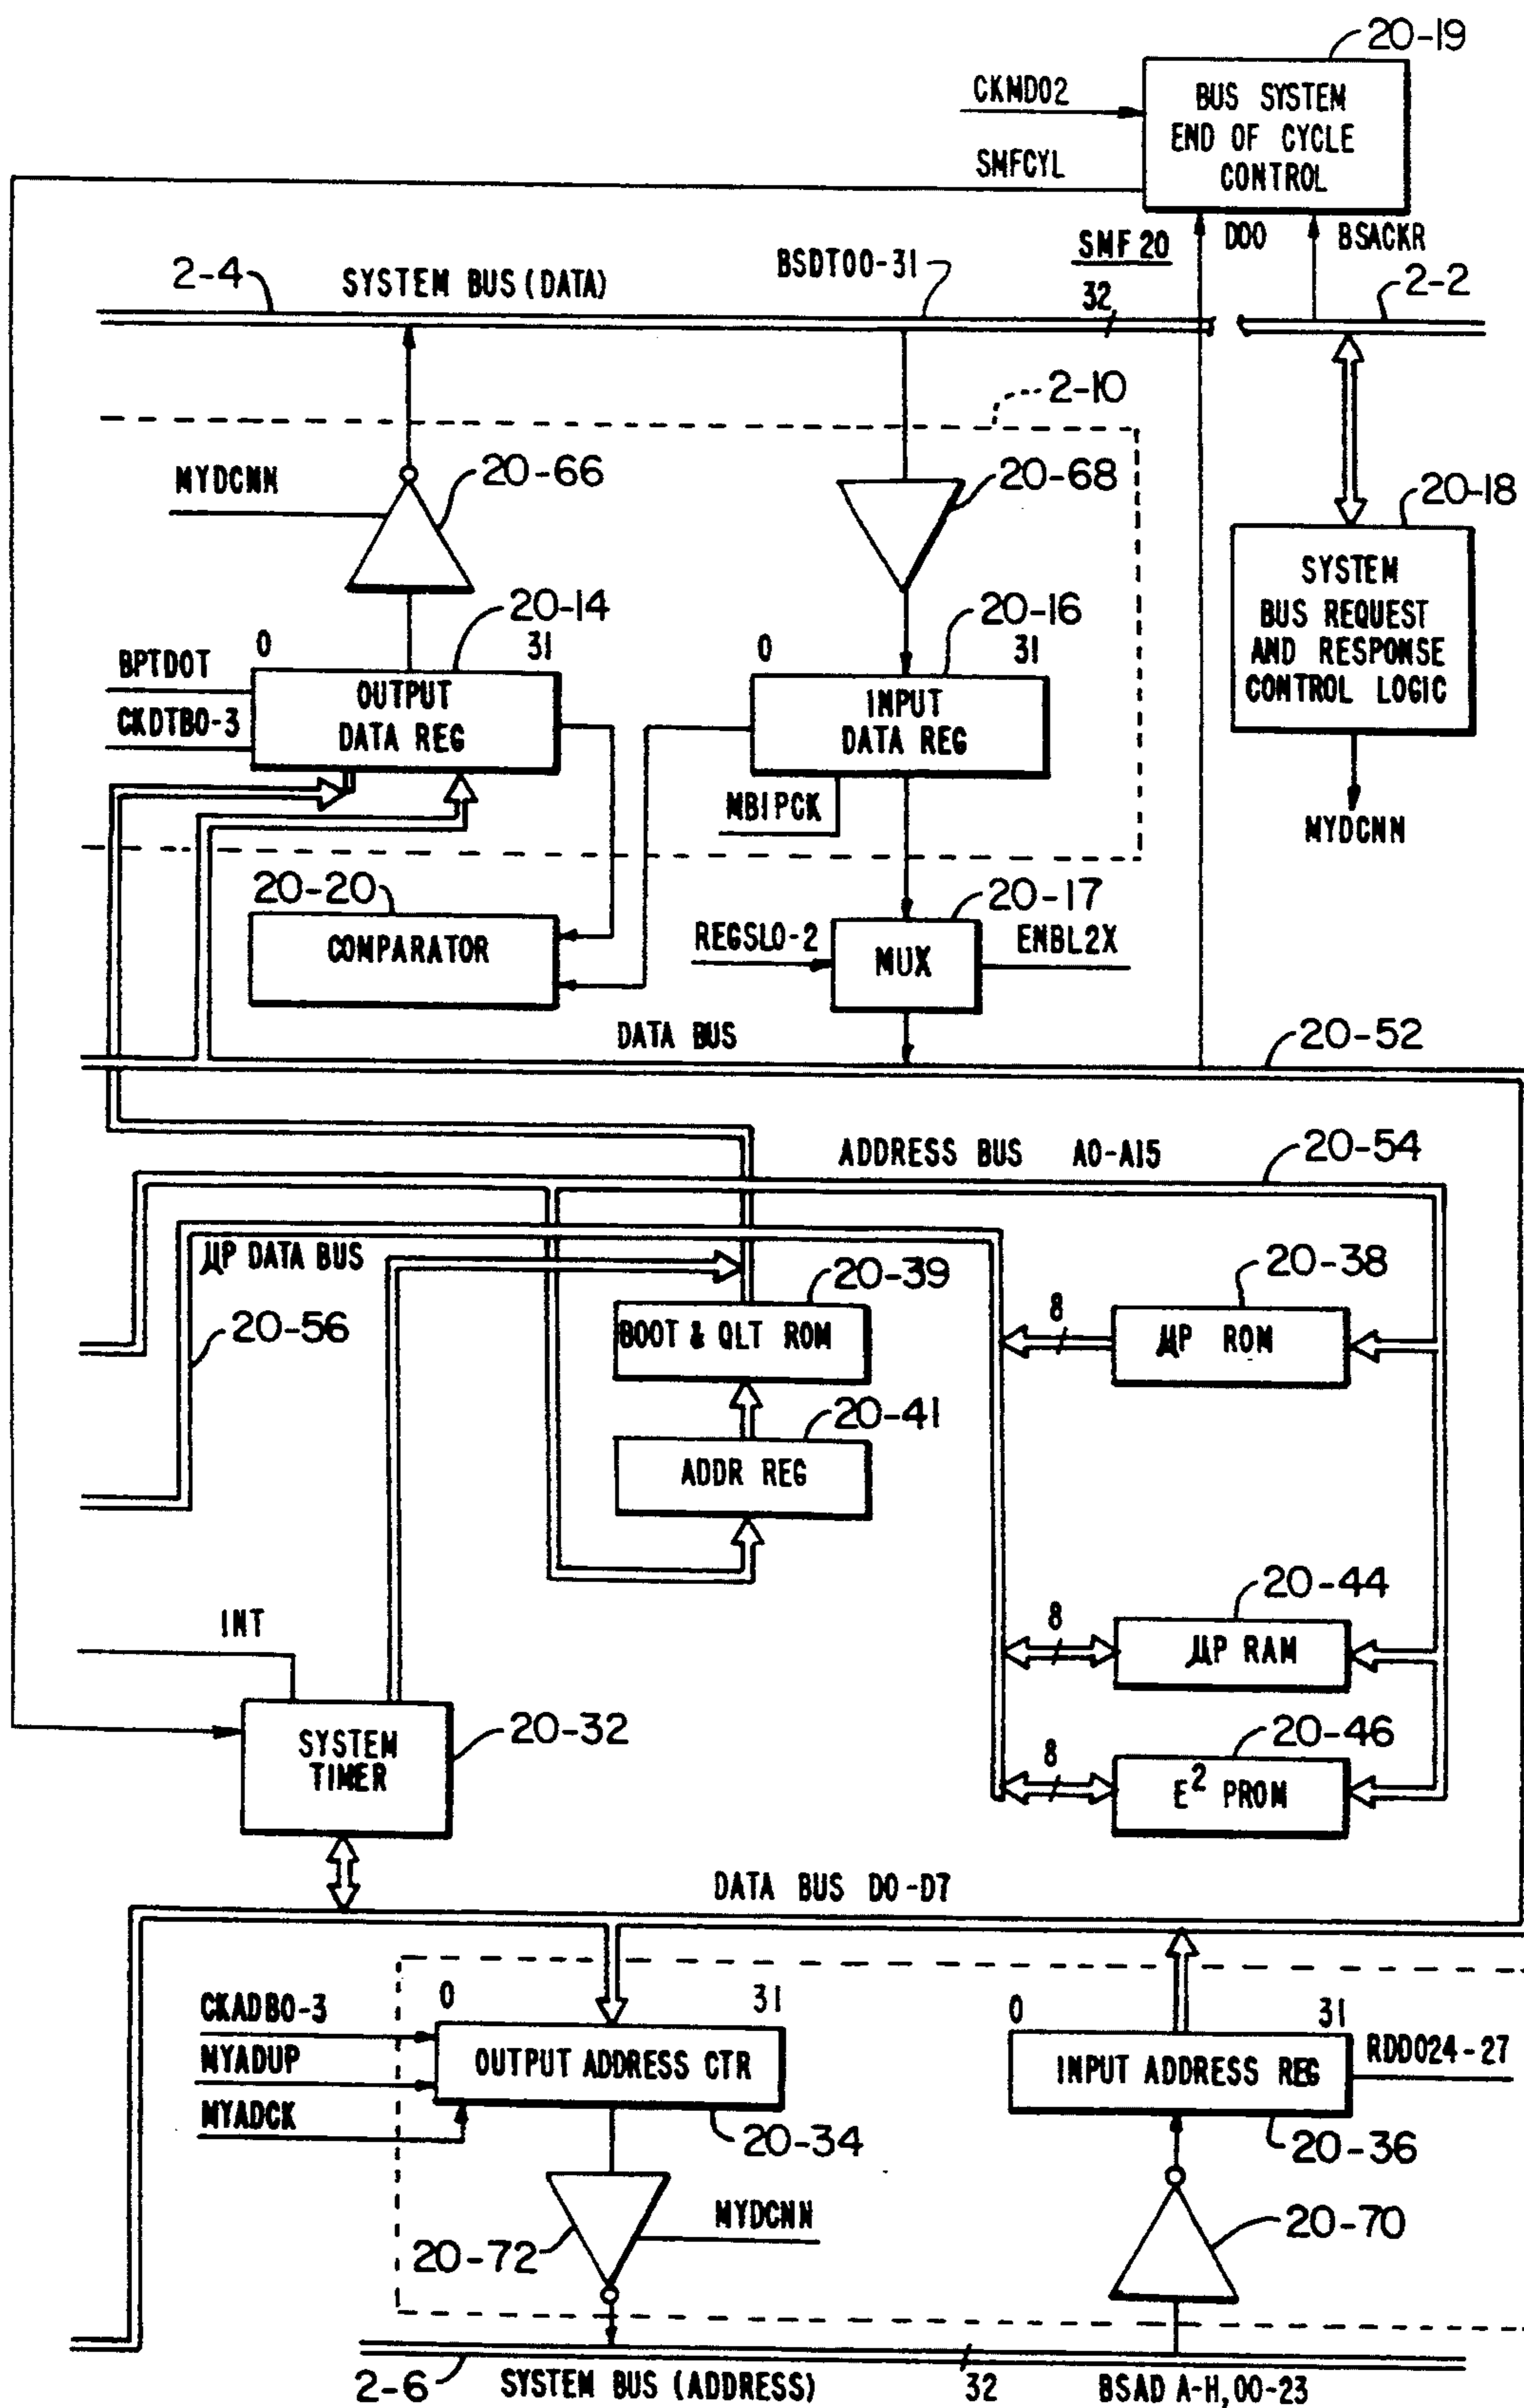 20-19
CKMD02
BUS SYSTEM
END OF CYCLE
CONTROL
SMFCYL
SMF 20
D00
BSACKR
2-4
SYSTEM BUS (DATA)
BSDT00-31
32
2-2
2-10
MYDCNN
20-66
20-68
20-18
SYSTEM
BUS REQUEST
AND RESPONSE
CONTROL LOGIC
MYDCNN
20-14
20-16
0
31
0
31
BPTDOT
CKDTB0-3
OUTPUT
DATA REG
INPUT
DATA REG
MBIPCK
20-20
COMPARATOR
20-17
REGSL0-2
MUX
ENBL2X
DATA BUS
20-52
ADDRESS BUS A0-A15
20-54
μP DATA BUS
20-56
20-39
BOOT & QLT ROM
20-38
8
μP ROM
20-41
ADDR REG
20-44
8
μP RAM
INT
20-32
SYSTEM
TIMER
20-46
8
E² PROM
DATA BUS D0-D7
CKADB0-3
MYADUP
MYADCK
0
31
OUTPUT ADDRESS CTR
20-34
0
31
INPUT ADDRESS REG
RDD024-27
20-36
20-72
MYDCNN
20-70
2-6
SYSTEM BUS (ADDRESS)
32
BSAD A-H,00-23